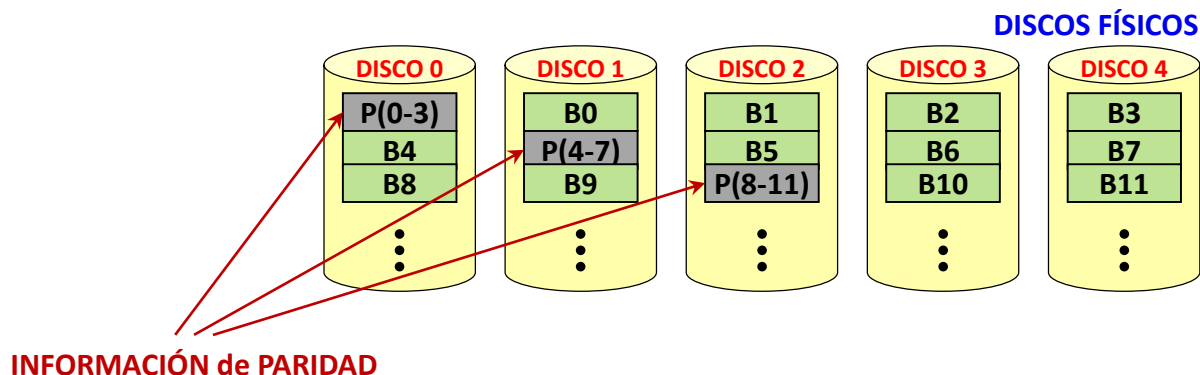 DISCOS FÍSICOS
DISCO 0 DISCO 1 DISCO 2 DISCO 3 DISCO 4
P(0-3) B0 B1 B2 B3
B4 P(4-7) B5 B6 B7
B8 B9 P(8-11) B10 B11
INFORMACIÓN de PARIDAD